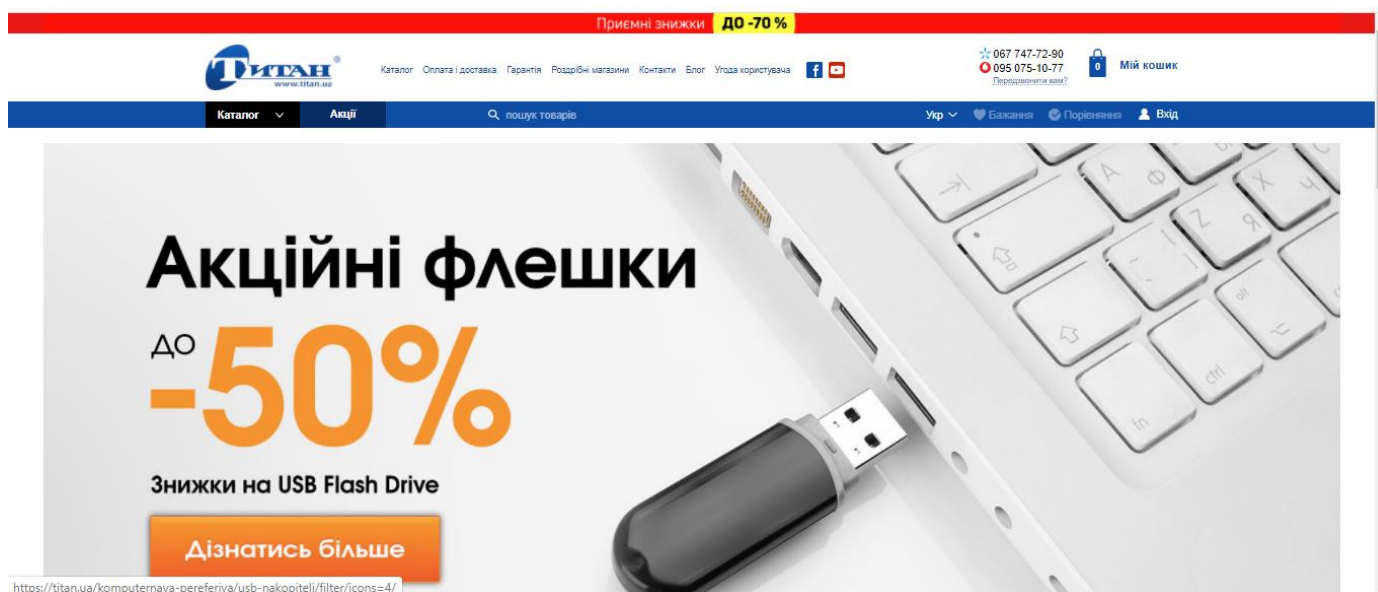 Приємні знижки ДО -70 %
ТИТАН®
www.titan.ua
Каталог Оплата і доставка Гарантія Роздрібні магазини Контакти Блог Угода користувача
067 747-72-90
095 075-10-77
Передзвонити вам?
0 Мій кошик
Каталог Акції пошук товарів Укр Бажання Порівняння Вхід
Акційні флешки
до
-50%
Знижки на USB Flash Drive
Дізнатись більше
https://titan.ua/komputernaya-pereferiya/usb-nakopiteli/filter/icons=4/
A Ф
Z Я
X Ч
alt
ctrl
fn